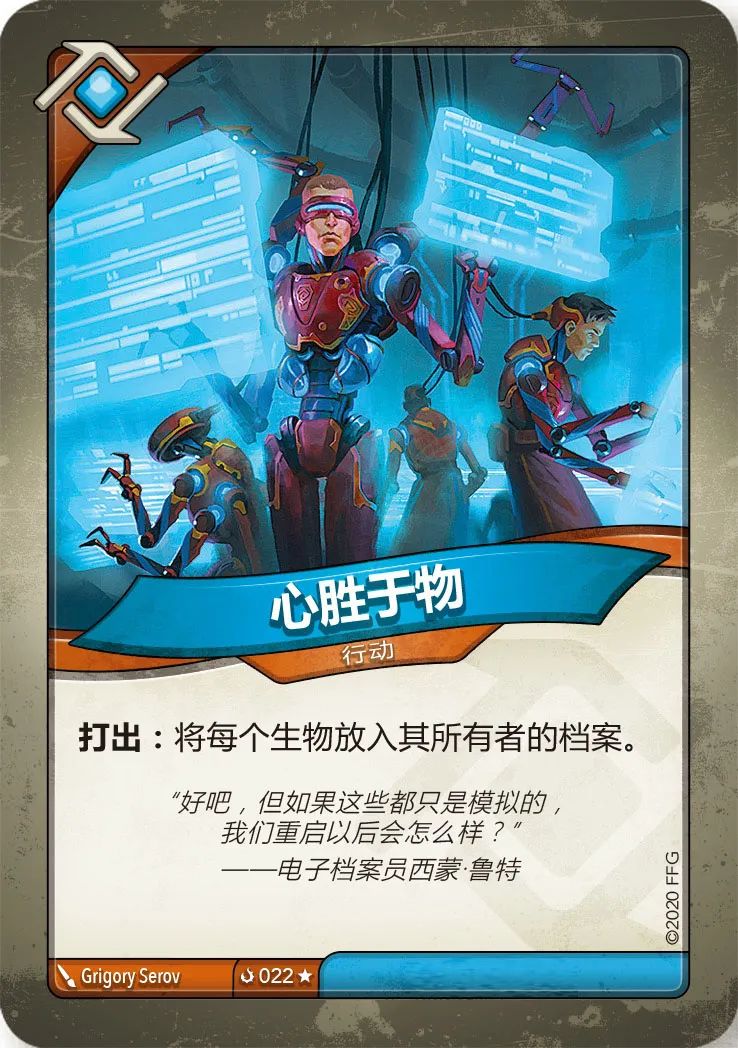 心胜于物
行动
打出：将每个生物放入其所有者的档案。
“好吧，但如果这些都只是模拟的，
我们重启以后会怎么样？”
——电子档案员西蒙·鲁特
©2020 FFG
Grigory Serov
022